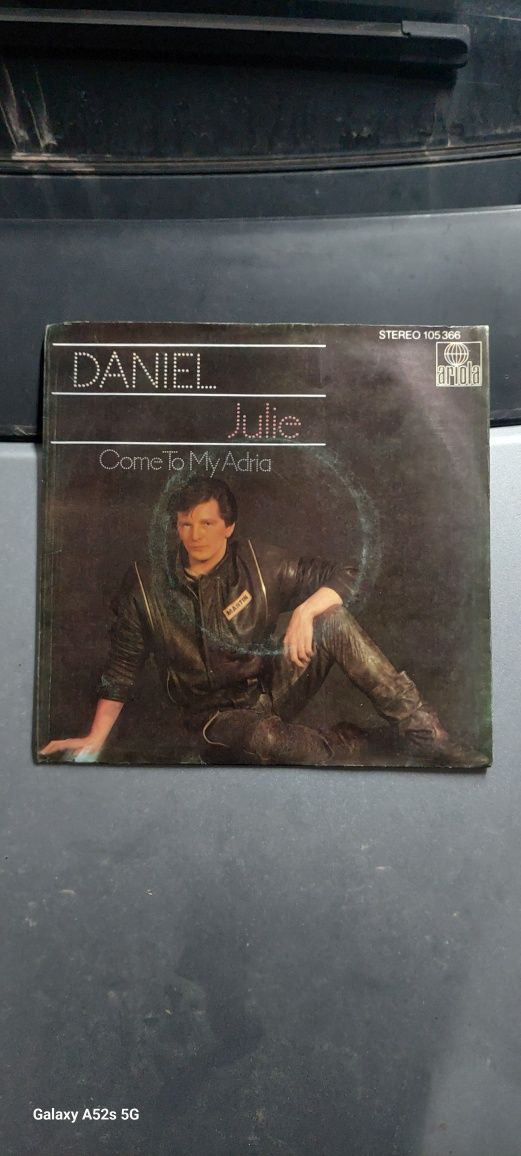 STEREO 105 366
ariola
DANIEL
Julie
Come To My Adria
MARTIN
Galaxy A52s 5G